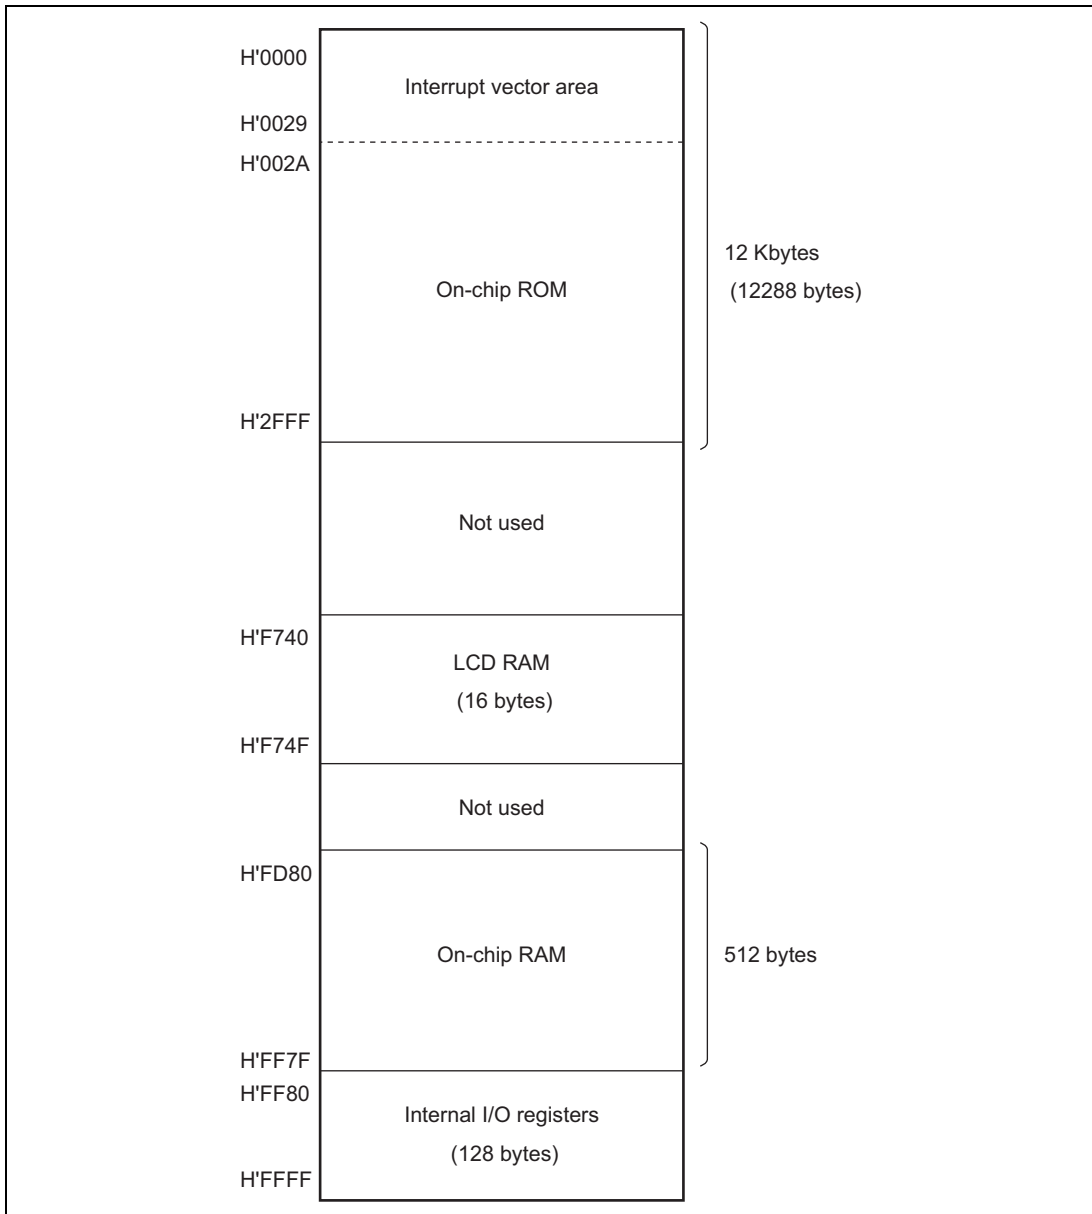 H'0000
Interrupt vector area
H'0029
H'002A
12 Kbytes
(12288 bytes)
On-chip ROM
H'2FFF
Not used
H'F740
LCD RAM
(16 bytes)
H'F74F
Not used
H'FD80
On-chip RAM
512 bytes
H'FF7F
H'FF80
Internal I/O registers
(128 bytes)
H'FFFF